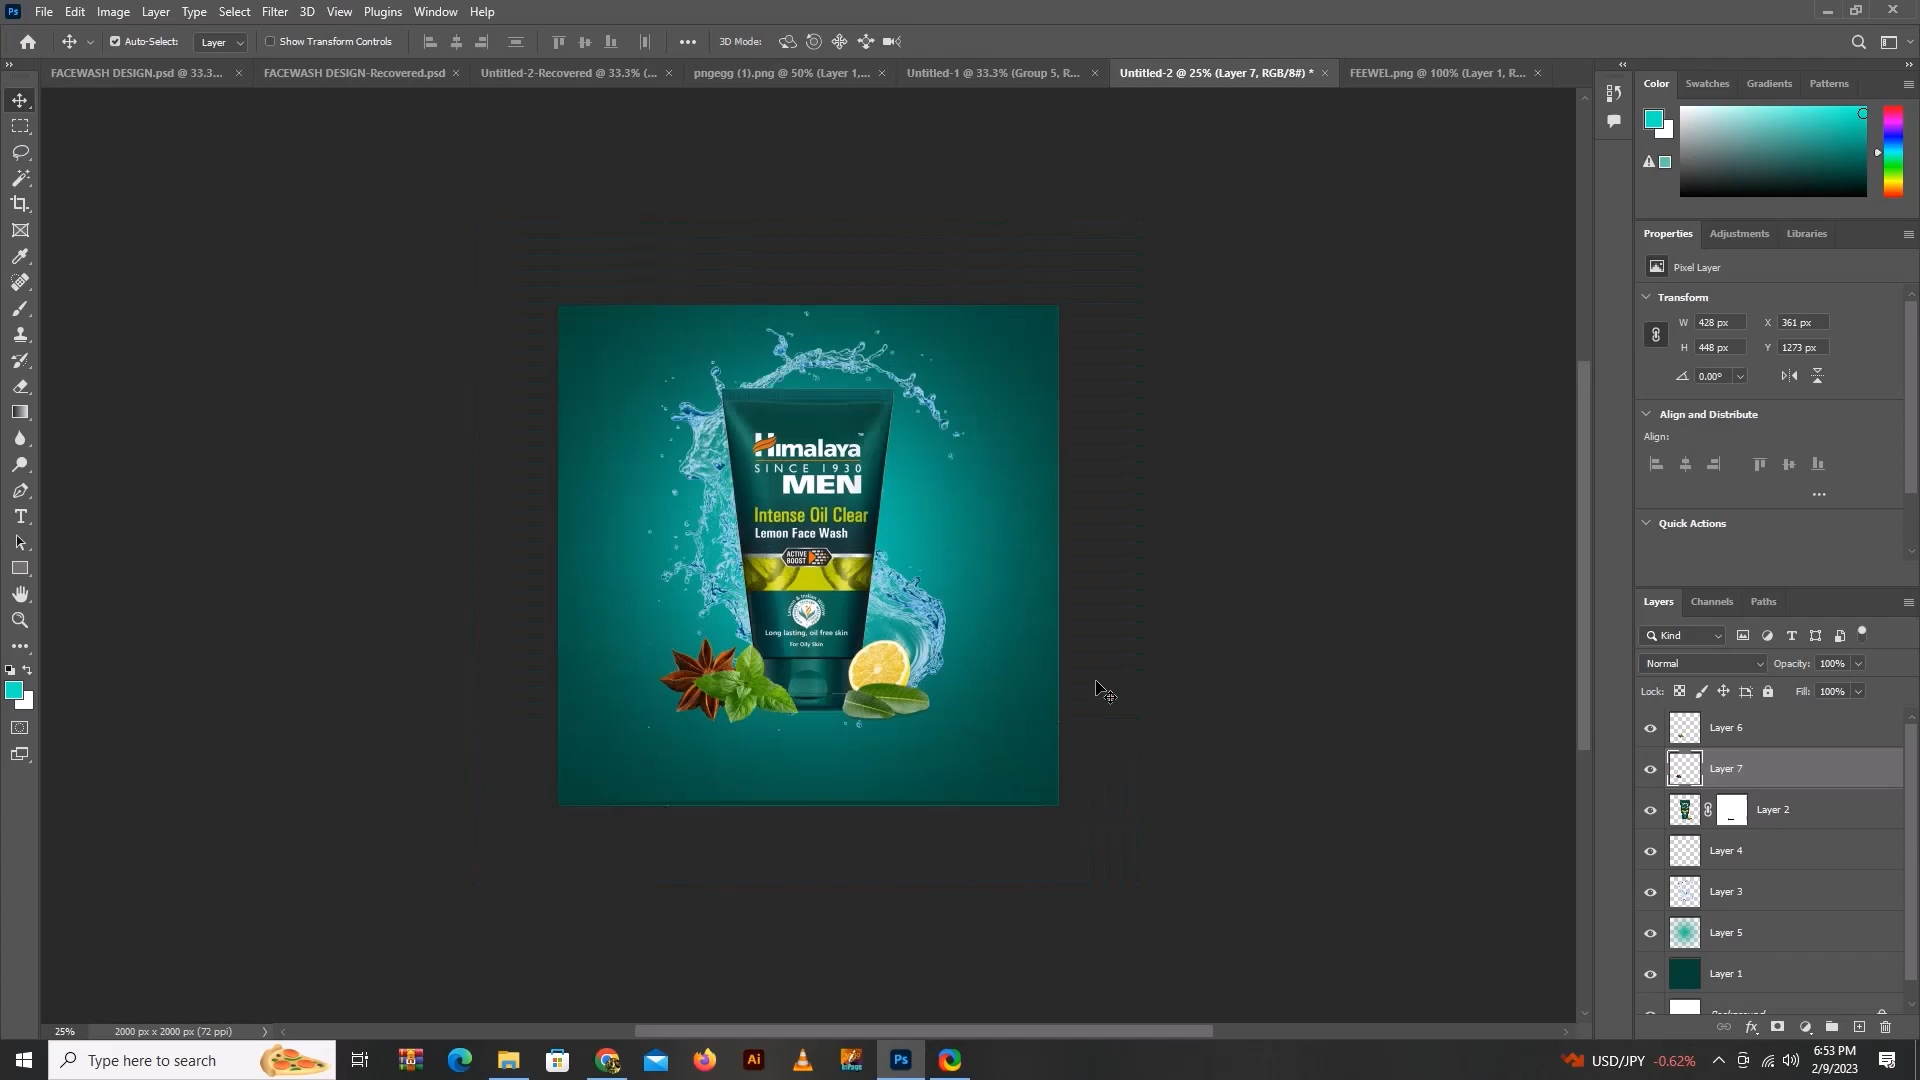 Ps File Edit Image Layer Type Select Filter 3D View Plugins Window Help
Auto-Select: Layer Show Transform Controls 3D Mode:
FACEWASH DESIGN.psd @ 33.3... FACEWASH DESIGN-Recovered.psd Untitled-2-Recovered @ 33.3% (... pngegg (1).png @ 50% (Layer 1,... Untitled-1 @ 33.3% (Group 5, R... Untitled-2 @ 25% (Layer 7, RGB/8#) * FEEWEL.png @ 100% (Layer 1, R...
Color Swatches Gradients Patterns
Properties Adjustments Libraries
Pixel Layer
Transform
W 428 px X 361 px
H 448 px Y 1273 px
0.00°
Align and Distribute
Align:
Quick Actions
Layers Channels Paths
Kind
Normal Opacity: 100%
Lock: Fill: 100%
Layer 6
Layer 7
Layer 2
Layer 4
Layer 3
Layer 5
Layer 1
Background
Himalaya™
SINCE 1930
MEN
Intense Oil Clear
Lemon Face Wash
ACTIVE
BOOST
Long lasting, oil free skin
For Oily Skin
25% 2000 px x 2000 px (72 ppi)
Type here to search
Ai
InPage
Ps
USD/JPY -0.62%
6:53 PM
2/9/2023